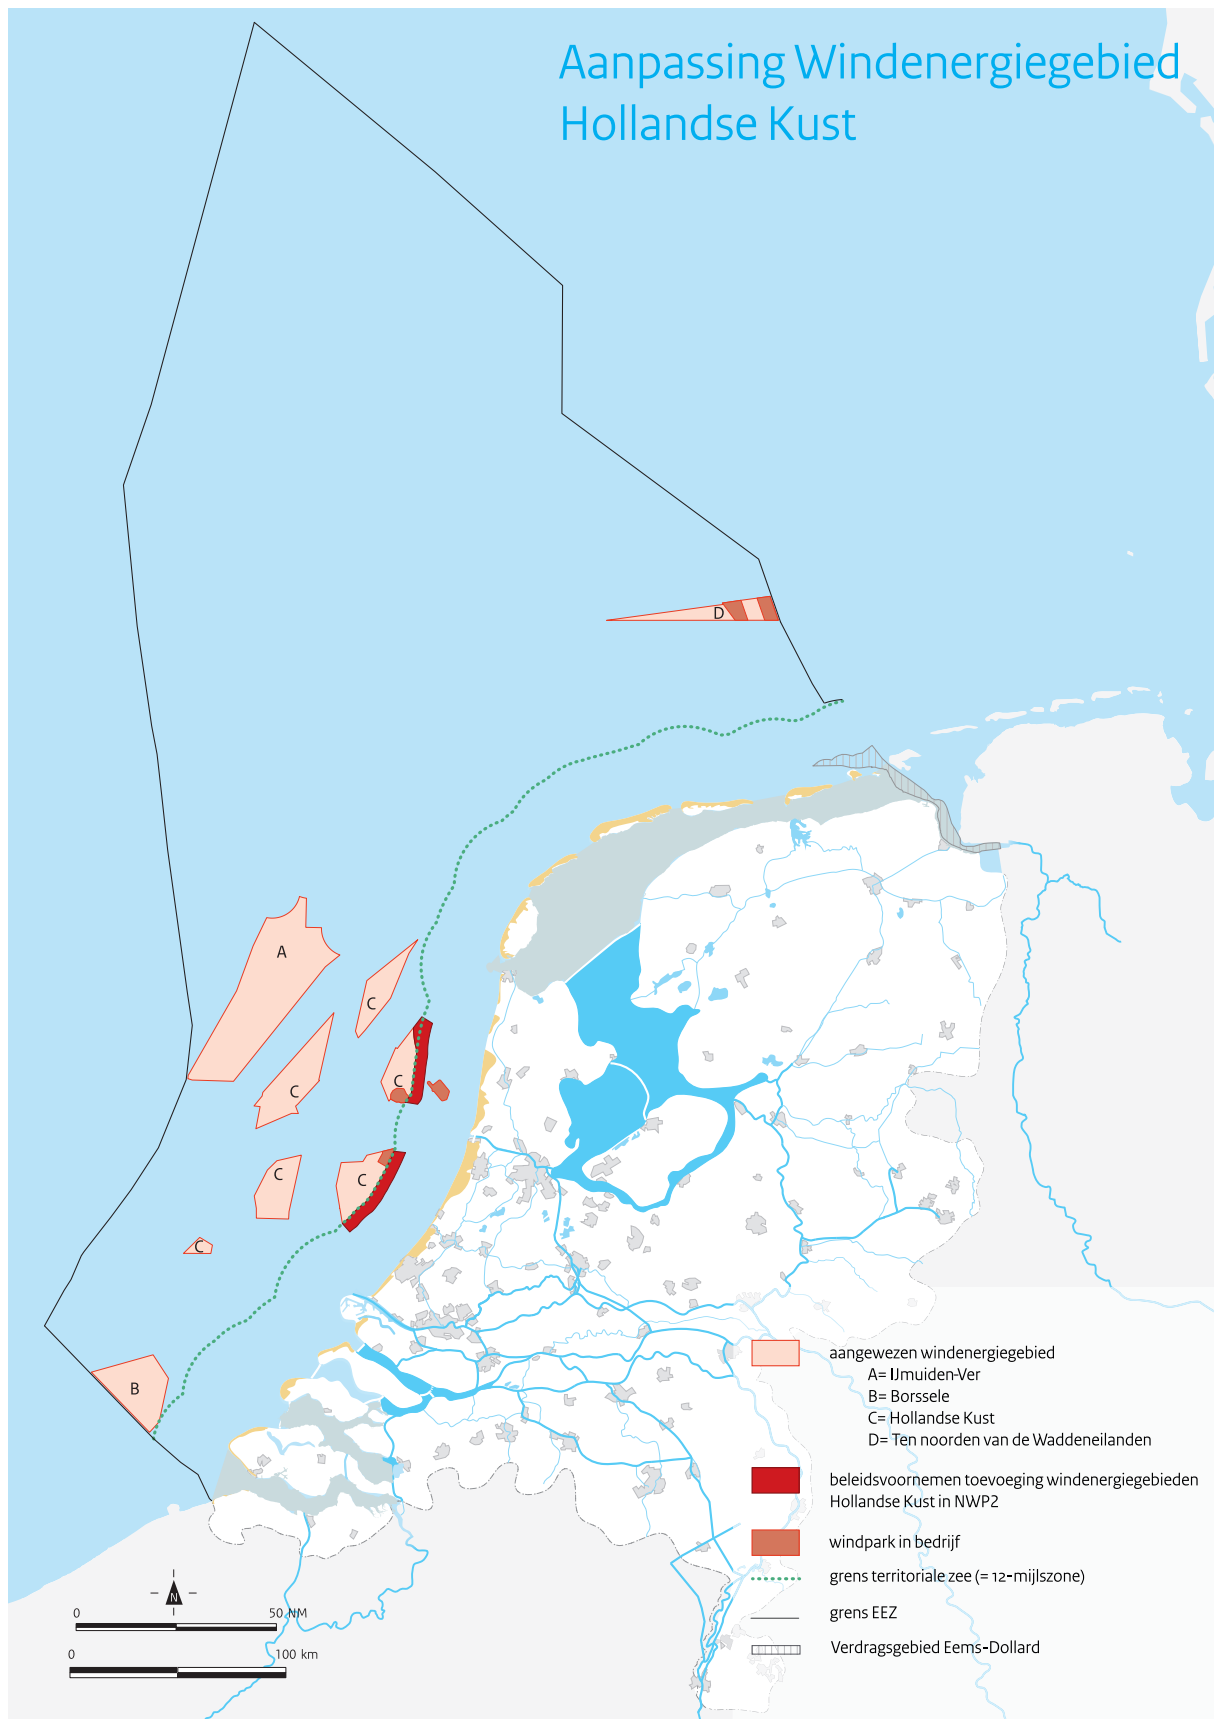 Aanpassing Windenergiegebied
Hollandse Kust
D
A
C
C
C
C
C
C
B
aangewezen windenergiegebied
A= IJmuiden-Ver
B= Borssele
C= Hollandse Kust
D= Ten noorden van de Waddeneilanden
beleidsvoornemen toevoeging windenergiegebieden
Hollandse Kust in NWP2
windpark in bedrijf
grens territoriale zee (= 12-mijlszone)
grens EEZ
Verdragsgebied Eems-Dollard
N
0 50 NM
0 100 km